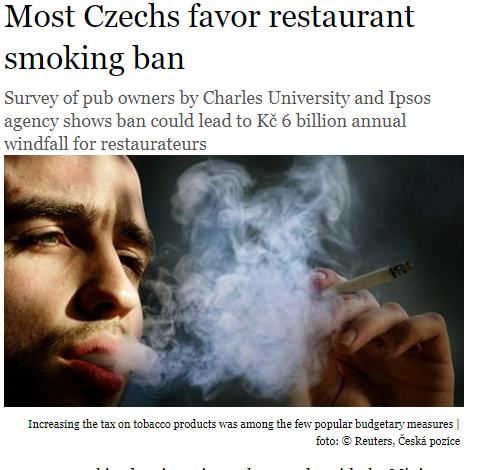 Most Czechs favor restaurant
smoking ban
Survey of pub owners by Charles University and Ipsos
agency shows ban could lead to Kč 6 billion annual
windfall for restaurateurs
Increasing the tax on tobacco products was among the few popular budgetary measures |
foto: © Reuters, Česká pozice